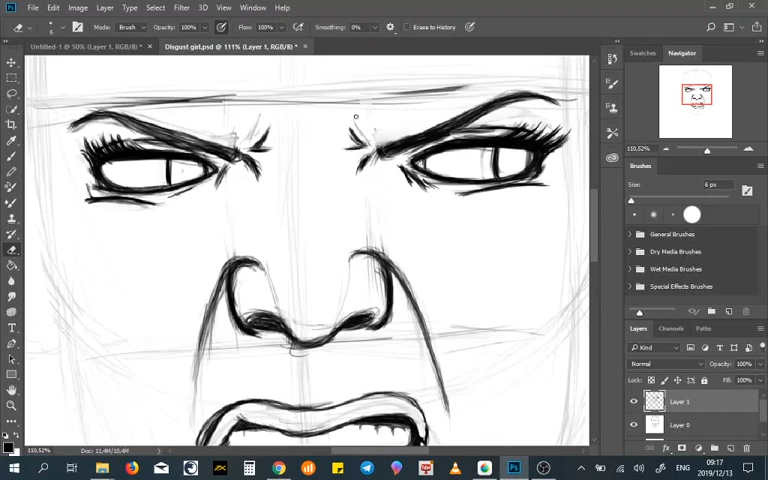 File Edit Image Layer Type Select Filter 3D View Window Help
6 Mode: Brush Opacity: 100% Flow: 100% Smoothing: 0% Erase to History
Untitled-1 @ 50% (Layer 1, RGB/8) * × Disgust girl.psd @ 111% (Layer 1, RGB/8) * ×
Swatches Navigator
110,52%
Brushes
Size: 6 px
General Brushes
Dry Media Brushes
Wet Media Brushes
Special Effects Brushes
Layers Channels Paths
Kind
Normal Opacity: 100%
Lock: Fill: 100%
Layer 1
Layer 0
110,52% Doc: 11,4M/10,4M
ENG 09:17 2019/12/13